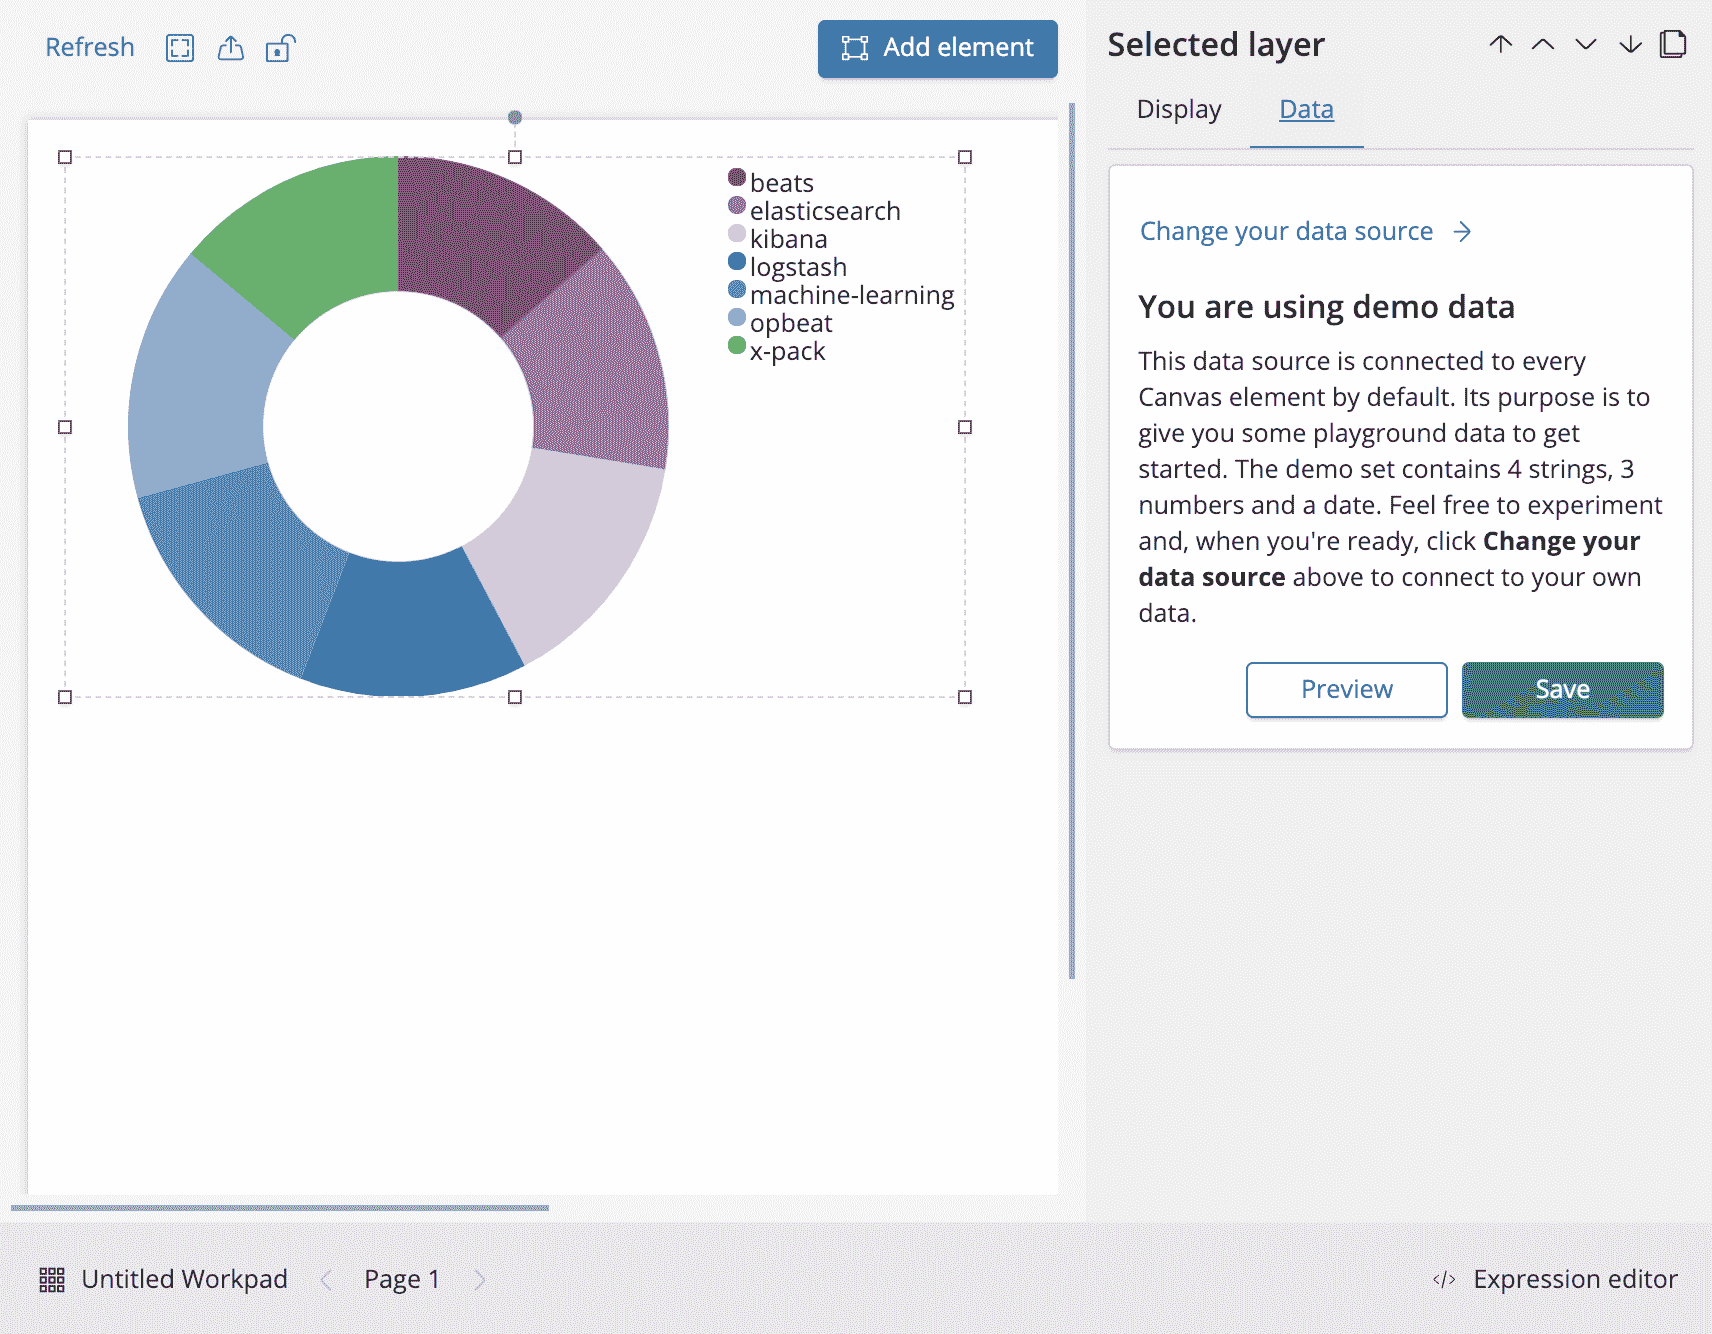 Refresh
Add element
beats
elasticsearch
kibana
logstash
machine-learning
opbeat
x-pack
Selected layer
Display
Data
Change your data source
You are using demo data
This data source is connected to every
Canvas element by default. Its purpose is to
give you some playground data to get
started. The demo set contains 4 strings, 3
numbers and a date. Feel free to experiment
and, when you're ready, click Change your
data source above to connect to your own
data.
Preview
Save
Untitled Workpad
Page 1
</> Expression editor